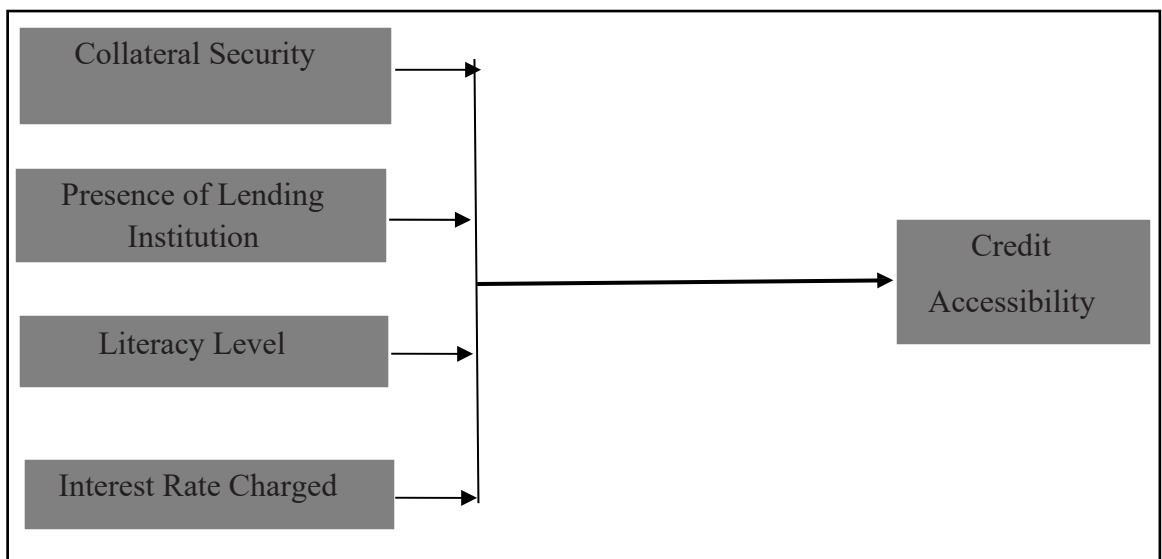 Collateral Security
Presence of Lending
Institution
Literacy Level
Interest Rate Charged
Credit
Accessibility